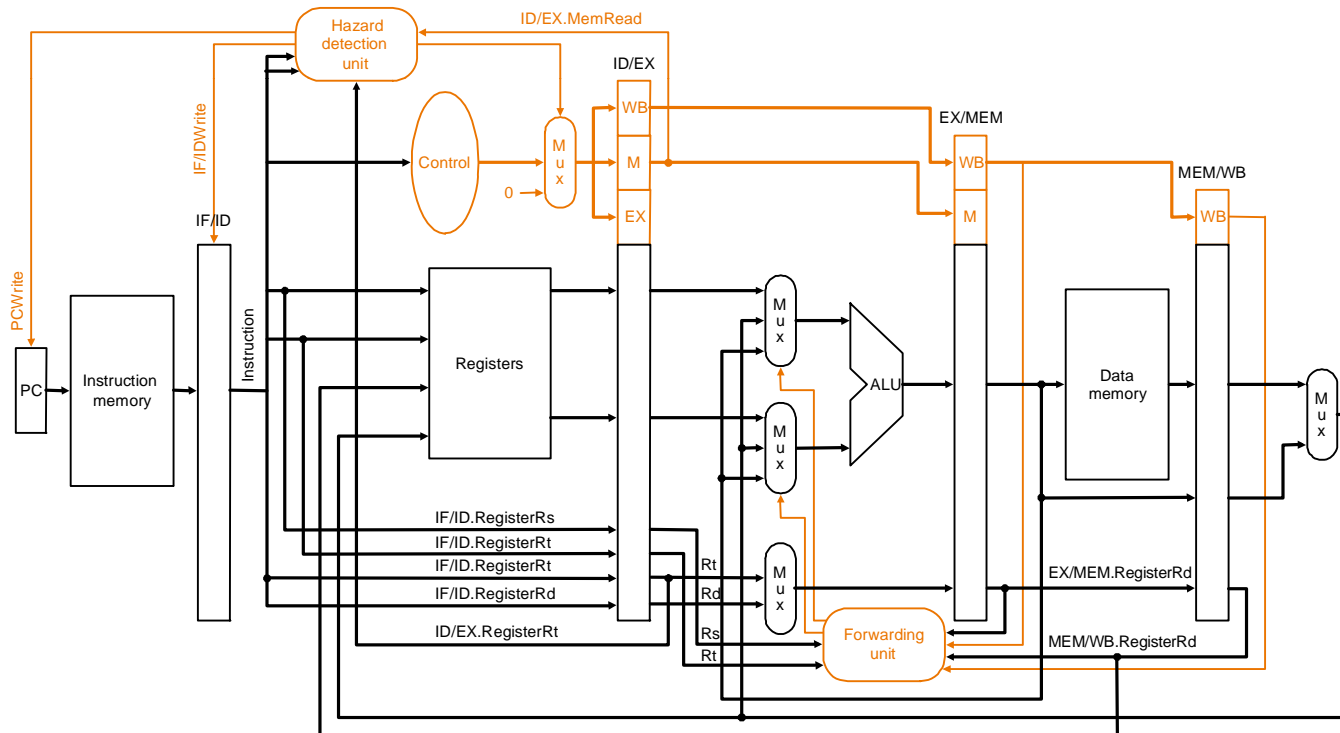 Hazard
detection
unit
ID/EX.MemRead
ID/EX
WB
M
EX
EX/MEM
WB
M
MEM/WB
WB
Control
M
u
x
0
IF/IDWrite
PCWrite
IF/ID
Instruction
PC
Instruction
memory
Registers
M
u
x
M
u
x
ALU
Data
memory
M
u
x
IF/ID.RegisterRs
IF/ID.RegisterRt
IF/ID.RegisterRt
IF/ID.RegisterRd
ID/EX.RegisterRt
Rt
Rd
Rs
Rt
M
u
x
Forwarding
unit
EX/MEM.RegisterRd
MEM/WB.RegisterRd